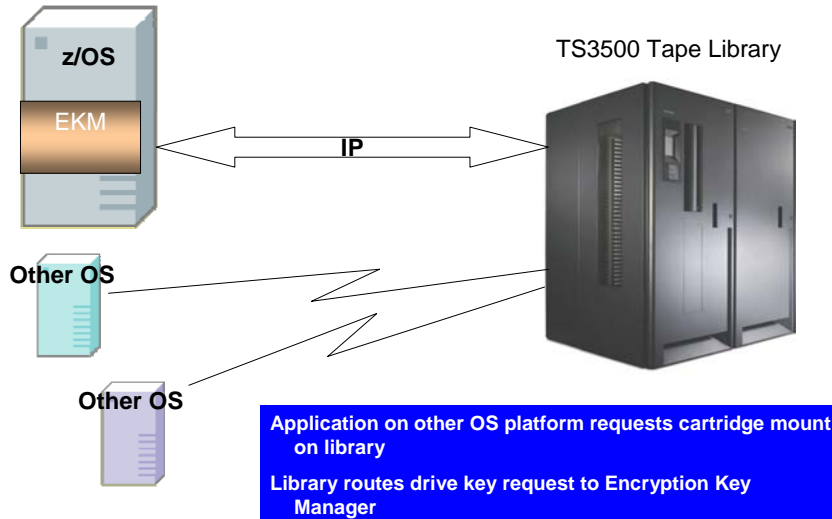 z/OS
TS3500 Tape Library
EKM
IP
Other OS
Other OS
Application on other OS platform requests cartridge mount
on library
Library routes drive key request to Encryption Key
Manager